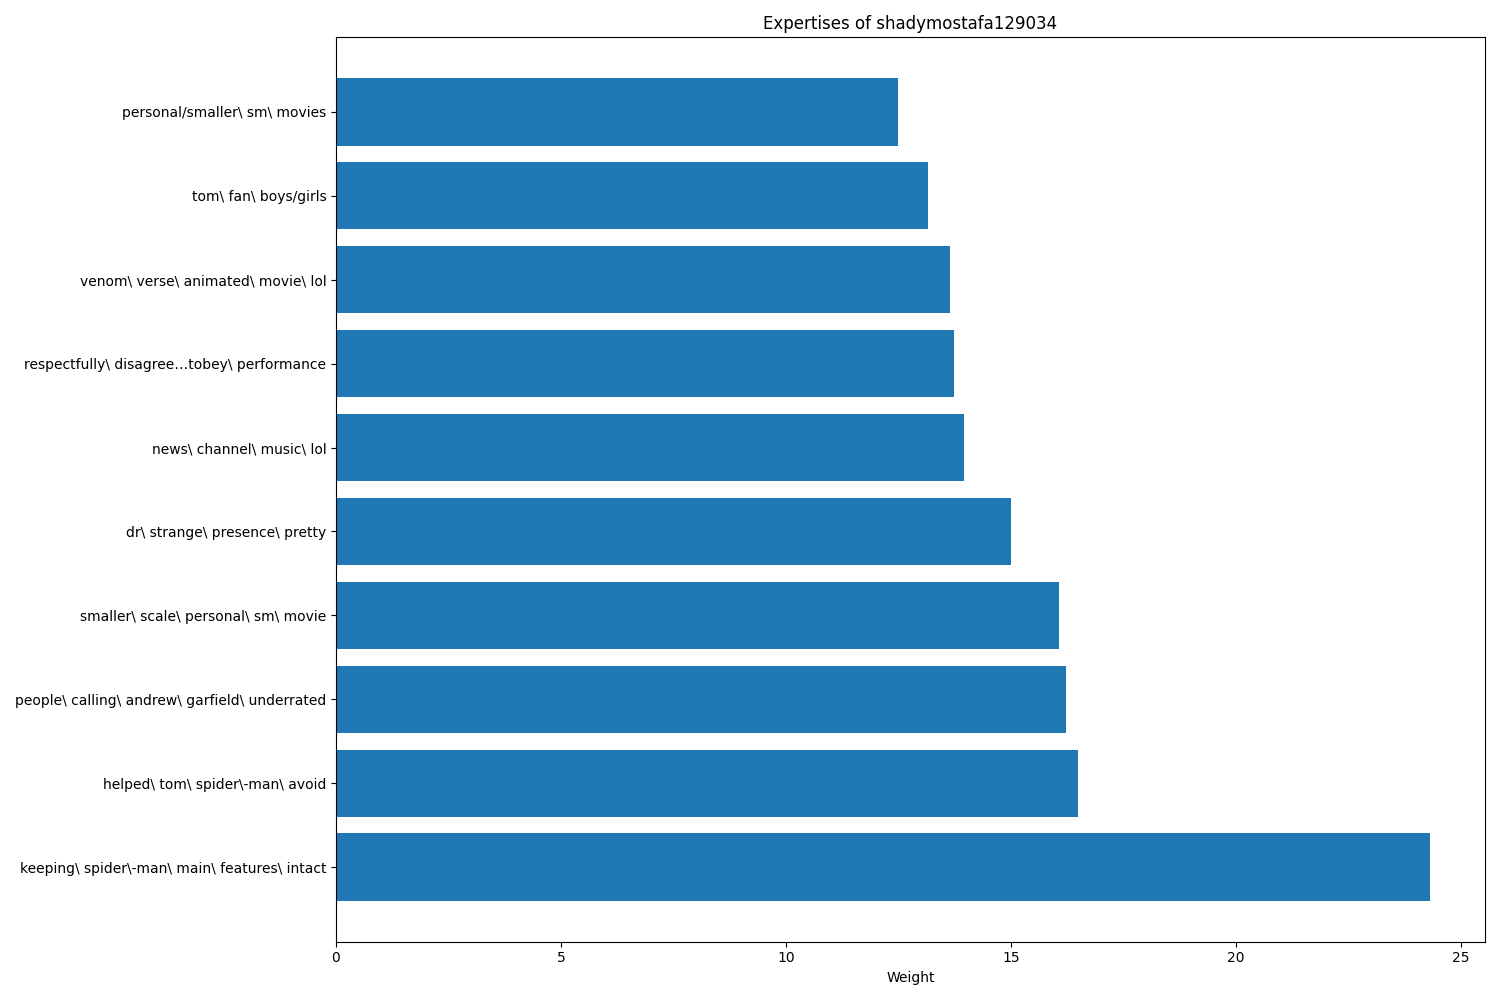 Expertises of shadymostafa129034
personal/smaller\ sm\ movies
tom\ fan\ boys/girls
venom\ verse\ animated\ movie\ lol
respectfully\ disagree...tobey\ performance
news\ channel\ music\ lol
dr\ strange\ presence\ pretty
smaller\ scale\ personal\ sm\ movie
people\ calling\ andrew\ garfield\ underrated
helped\ tom\ spider\-man\ avoid
keeping\ spider\-man\ main\ features\ intact
0 5 10 15 20 25
Weight